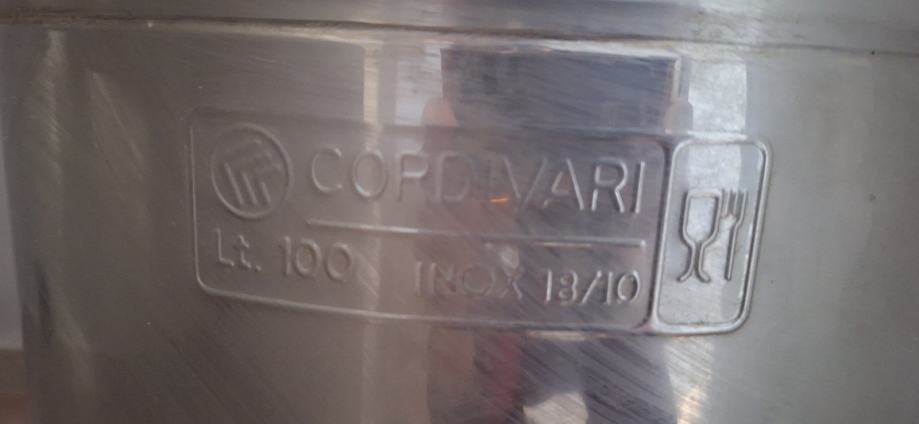 CORDIVARI
Lt. 100 INOX 18/10